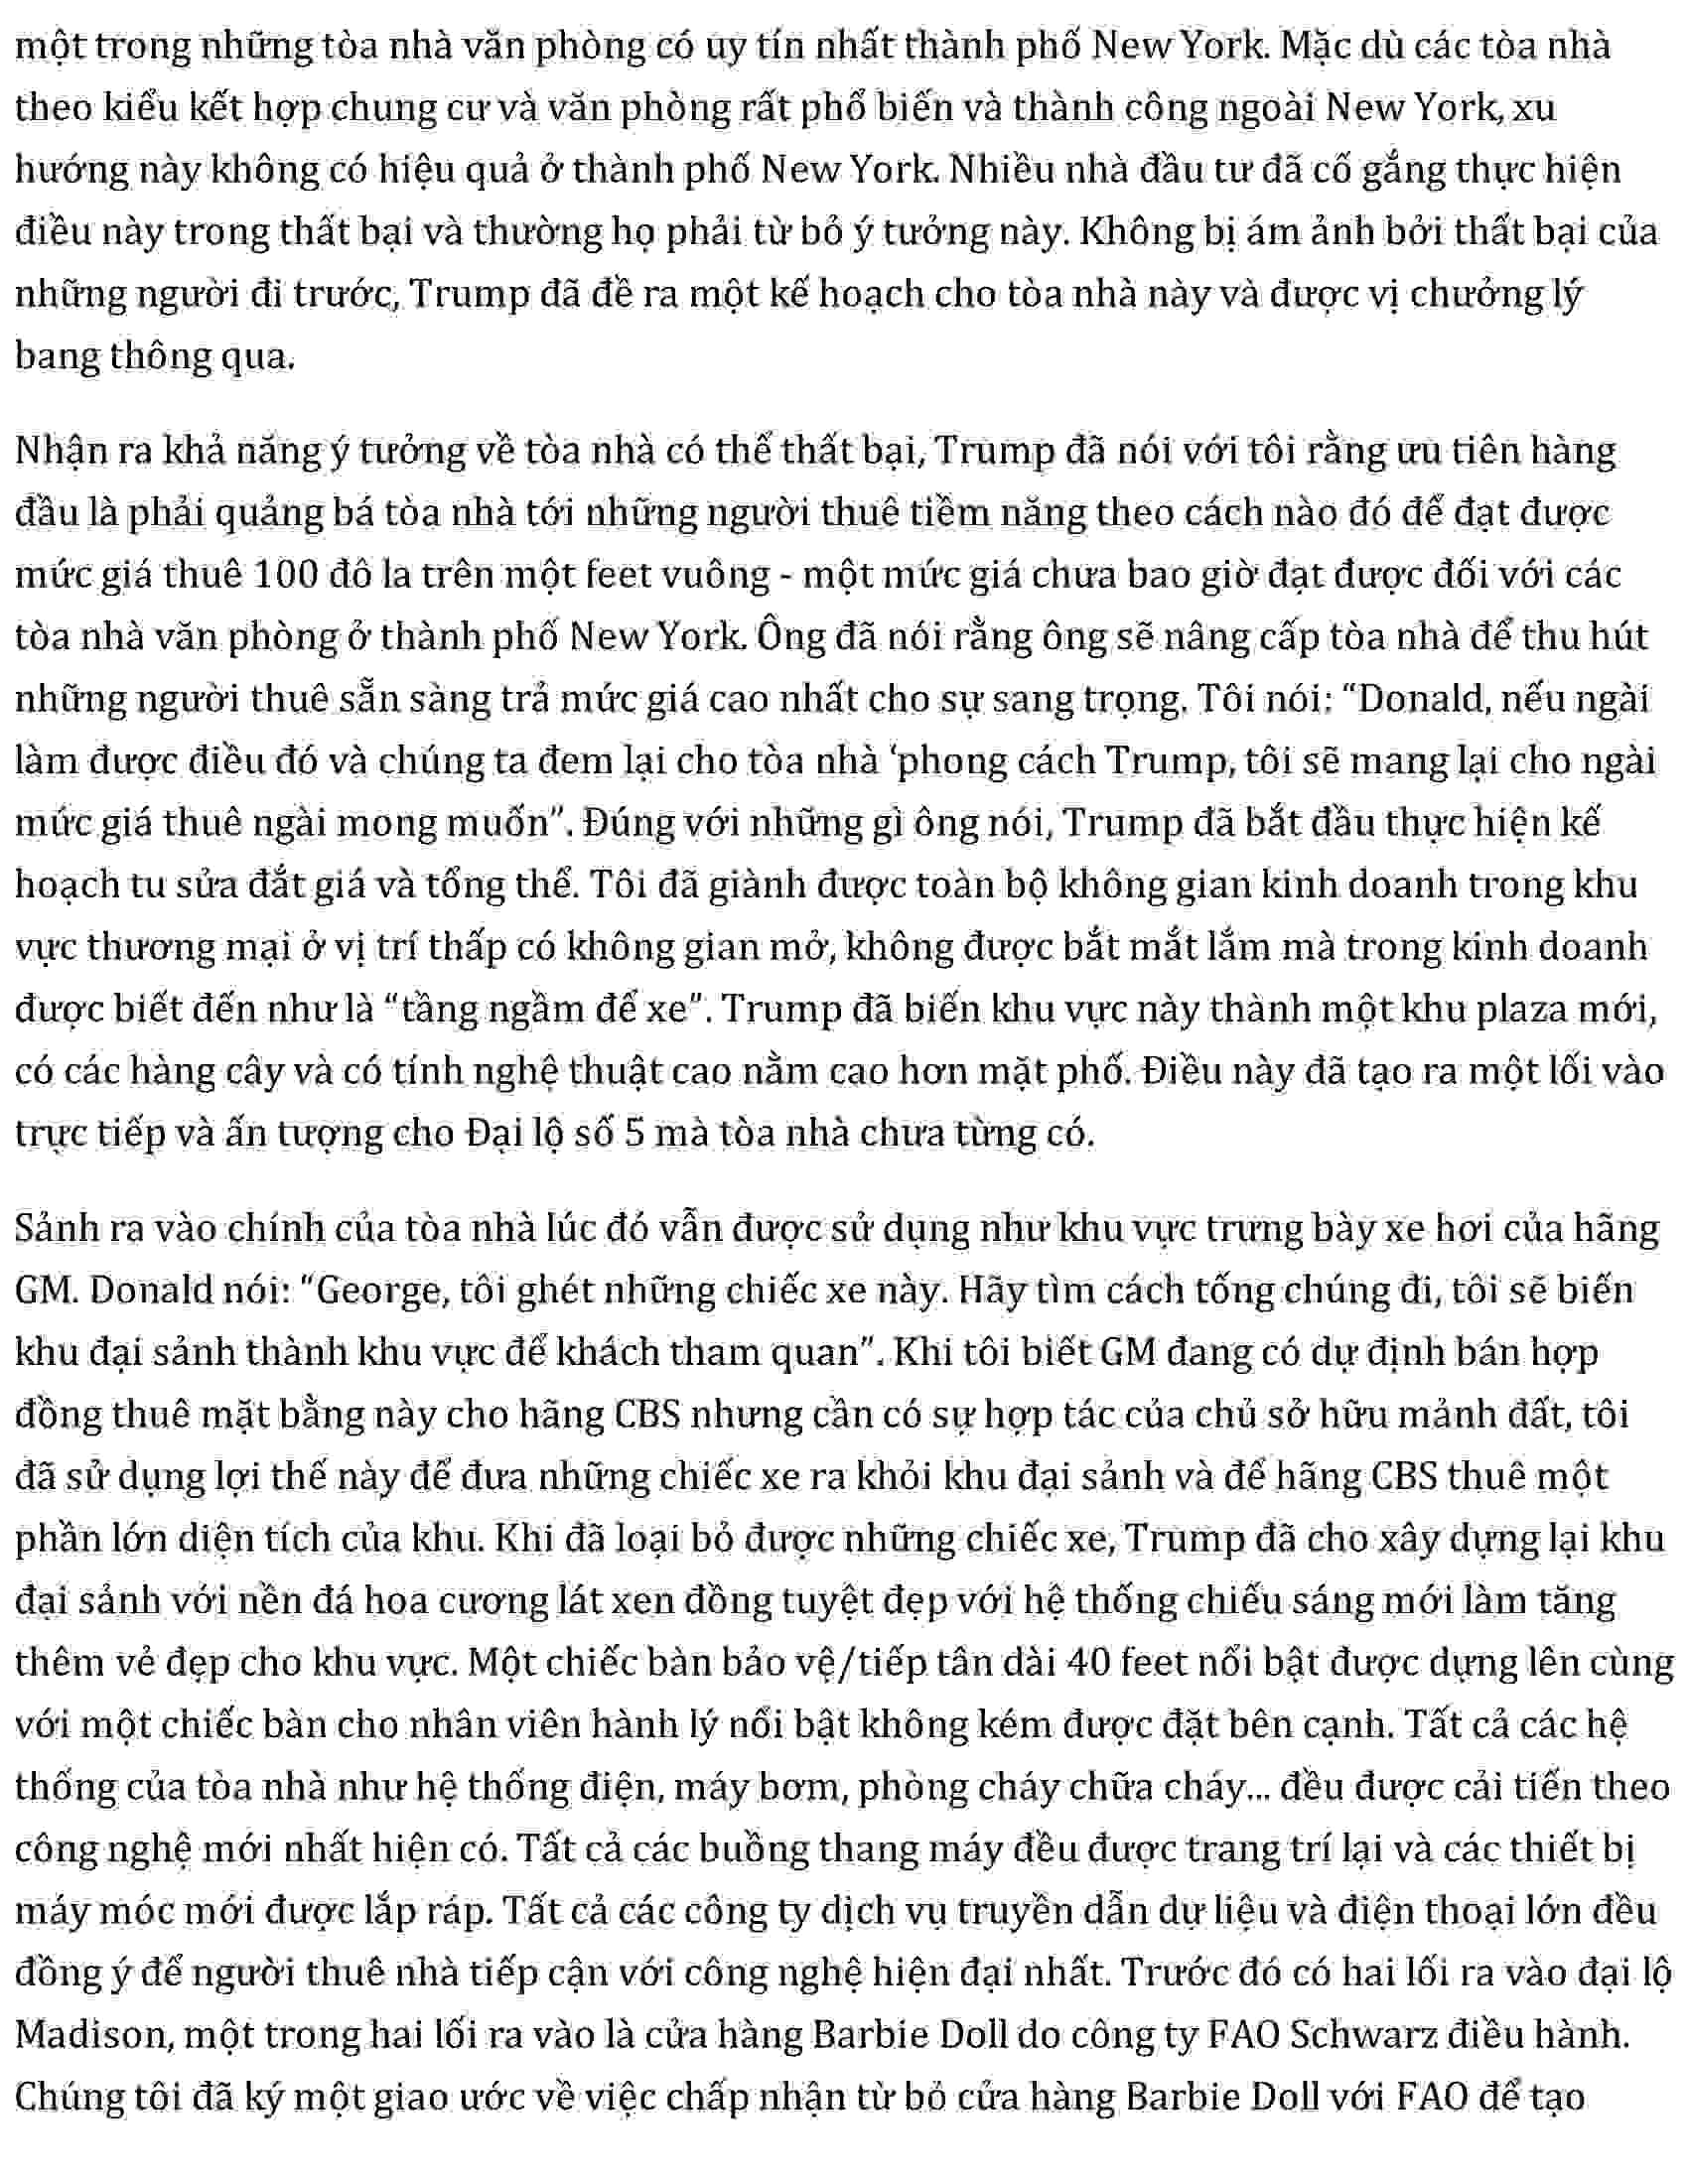 một trong những tòa nhà văn phòng có uy tín nhất thành phố New York. Mặc dù các tòa nhà
theo kiểu kết hợp chung cư và văn phòng rất phổ biến và thành công ngoài New York, xu
hướng này không có hiệu quả ở thành phố New York. Nhiều nhà đầu tư đã cố gắng thực hiện
điều này trong thất bại và thường họ phải từ bỏ ý tưởng này. Không bị ám ảnh bởi thất bại của
những người đi trước, Trump đã đề ra một kế hoạch cho tòa nhà này và được vị chưởng lý
bang thông qua.
Nhận ra khả năng ý tưởng về tòa nhà có thể thất bại, Trump đã nói với tôi rằng ưu tiên hàng
đầu là phải quảng bá tòa nhà tới những người thuê tiềm năng theo cách nào đó để đạt được
mức giá thuê 100 đô la trên một feet vuông - một mức giá chưa bao giờ đạt được đối với các
tòa nhà văn phòng ở thành phố New York. Ông đã nói rằng ông sẽ nâng cấp tòa nhà để thu hút
những người thuê sẵn sàng trả mức giá cao nhất cho sự sang trọng. Tôi nói: “Donald, nếu ngài
làm được điều đó và chúng ta đem lại cho tòa nhà ‘phong cách Trump, tôi sẽ mang lại cho ngài
mức giá thuê ngài mong muốn”. Đúng với những gì ông nói, Trump đã bắt đầu thực hiện kế
hoạch tu sửa đắt giá và tổng thể. Tôi đã giành được toàn bộ không gian kinh doanh trong khu
vực thương mại ở vị trí thấp có không gian mở, không được bắt mắt lắm mà trong kinh doanh
được biết đến như là “tầng ngầm để xe”. Trump đã biến khu vực này thành một khu plaza mới,
có các hàng cây và có tính nghệ thuật cao nằm cao hơn mặt phố. Điều này đã tạo ra một lối vào
trực tiếp và ấn tượng cho Đại lộ số 5 mà tòa nhà chưa từng có.
Sảnh ra vào chính của tòa nhà lúc đó vẫn được sử dụng như khu vực trưng bày xe hơi của hãng
GM. Donald nói: “George, tôi ghét những chiếc xe này. Hãy tìm cách tống chúng đi, tôi sẽ biến
khu đại sảnh thành khu vực để khách tham quan”. Khi tôi biết GM đang có dự định bán hợp
đồng thuê mặt bằng này cho hãng CBS nhưng cần có sự hợp tác của chủ sở hữu mảnh đất, tôi
đã sử dụng lợi thế này để đưa những chiếc xe ra khỏi khu đại sảnh và để hãng CBS thuê một
phần lớn diện tích của khu. Khi đã loại bỏ được những chiếc xe, Trump đã cho xây dựng lại khu
đại sảnh với nền đá hoa cương lát xen đồng tuyệt đẹp với hệ thống chiếu sáng mới làm tăng
thêm vẻ đẹp cho khu vực. Một chiếc bàn bảo vệ/tiếp tân dài 40 feet nổi bật được dựng lên cùng
với một chiếc bàn cho nhân viên hành lý nổi bật không kém được đặt bên cạnh. Tất cả các hệ
thống của tòa nhà như hệ thống điện, máy bơm, phòng cháy chữa cháy... đều được cải tiến theo
công nghệ mới nhất hiện có. Tất cả các buồng thang máy đều được trang trí lại và các thiết bị
máy móc mới được lắp ráp. Tất cả các công ty dịch vụ truyền dẫn dự liệu và điện thoại lớn đều
đồng ý để người thuê nhà tiếp cận với công nghệ hiện đại nhất. Trước đó có hai lối ra vào đại lộ
Madison, một trong hai lối ra vào là cửa hàng Barbie Doll do công ty FAO Schwarz điều hành.
Chúng tôi đã ký một giao ước về việc chấp nhận từ bỏ cửa hàng Barbie Doll với FAO để tạo